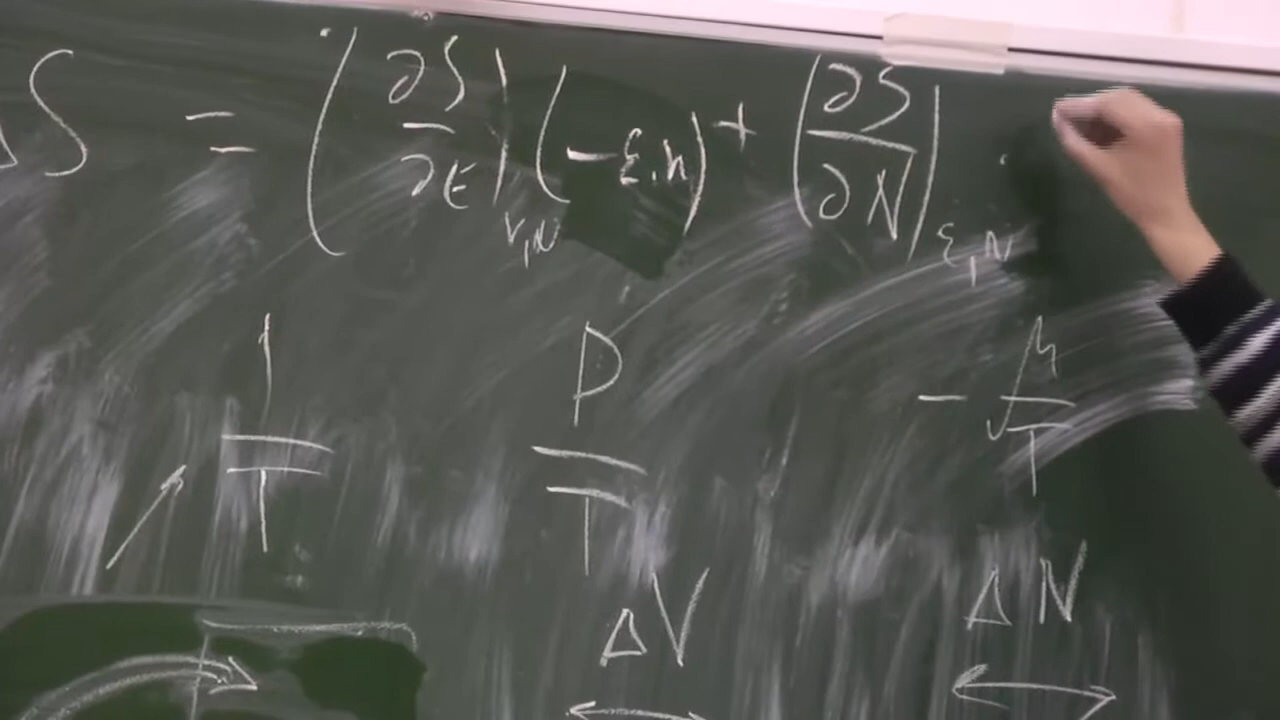 ΔS = (∂S/∂E)_{V,N} (-ε,n) + (∂S/∂N)_{ε,N} ·
1/T P/T - μ/T
ΔV ΔN